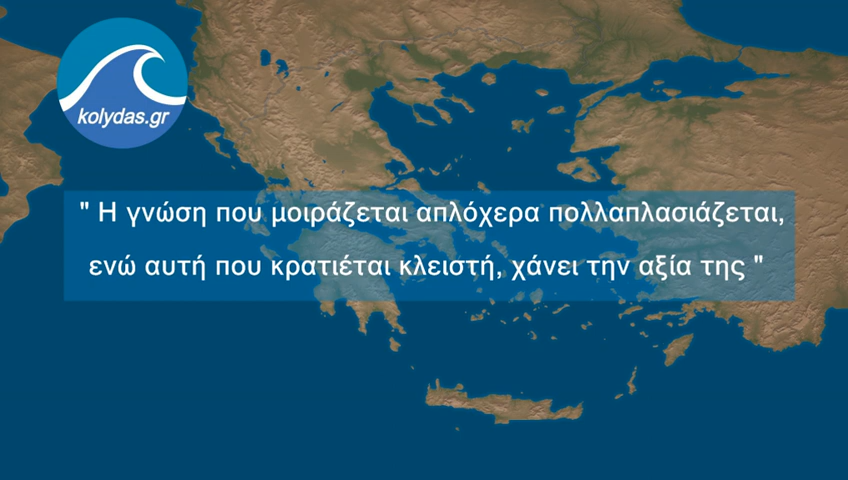 kolydas.gr
" Η γνώση που μοιράζεται απλόχερα πολλαπλασιάζεται,
ενώ αυτή που κρατιέται κλειστή, χάνει την αξία της "